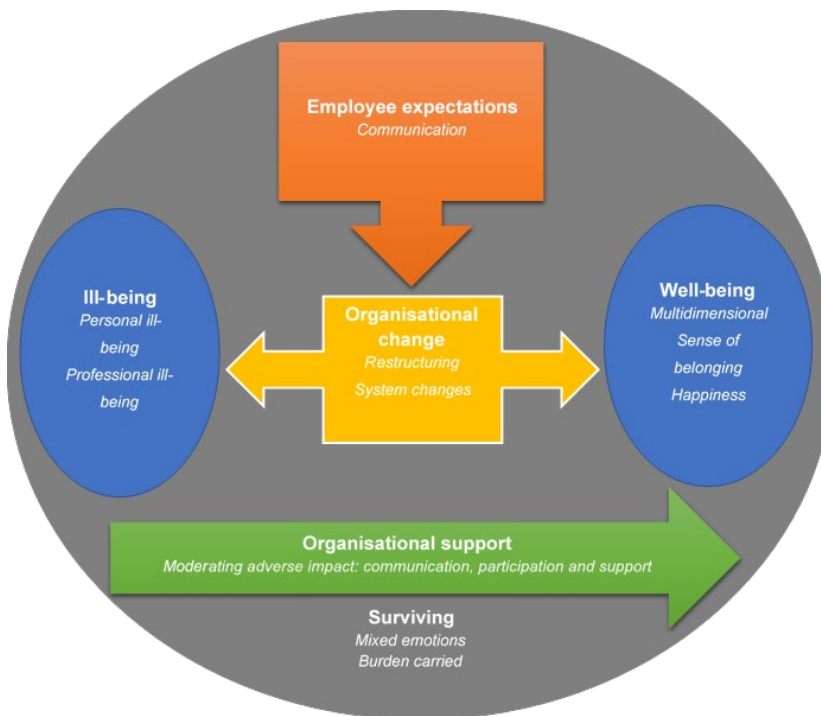 Employee expectations
Communication
Ill-being
Personal ill-
being
Professional ill-
being
Organisational
change
Restructuring
System changes
Well-being
Multidimensional
Sense of
belonging
Happiness
Organisational support
Moderating adverse impact: communication, participation and support
Surviving
Mixed emotions
Burden carried